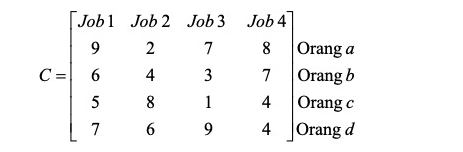 Job 1 Job 2 Job 3 Job 4
9 2 7 8 Orang a
C = 6 4 3 7 Orang b
5 8 1 4 Orang c
7 6 9 4 Orang d